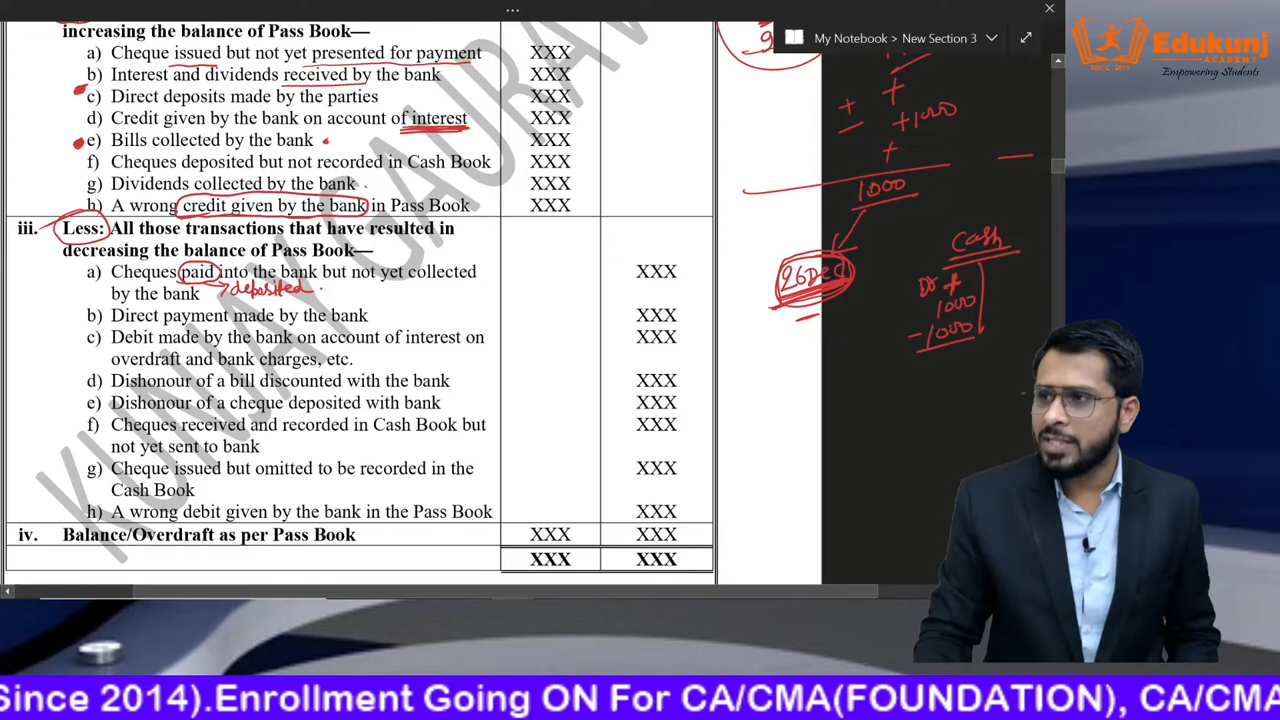 ...
My Notebook > New Section 3
Edukunj
ACADEMY
SINCE - 2014
Empowering Students
increasing the balance of Pass Book—
a) Cheque issued but not yet presented for payment XXX
b) Interest and dividends received by the bank XXX
c) Direct deposits made by the parties XXX
d) Credit given by the bank on account of interest XXX
e) Bills collected by the bank XXX
f) Cheques deposited but not recorded in Cash Book XXX
g) Dividends collected by the bank XXX
h) A wrong credit given by the bank in Pass Book XXX
iii. Less: All those transactions that have resulted in
decreasing the balance of Pass Book—
a) Cheques paid into the bank but not yet collected XXX
deposited
by the bank
b) Direct payment made by the bank XXX
c) Debit made by the bank on account of interest on XXX
overdraft and bank charges, etc.
d) Dishonour of a bill discounted with the bank XXX
e) Dishonour of a cheque deposited with bank XXX
f) Cheques received and recorded in Cash Book but XXX
not yet sent to bank
g) Cheque issued but omitted to be recorded in the XXX
Cash Book
h) A wrong debit given by the bank in the Pass Book XXX
iv. Balance/Overdraft as per Pass Book XXX XXX
XXX XXX
KUNJAY GAURA
+
+ +1000
+
1000
26 Dec
Cash
Dr +
1000
-1000
Since 2014).Enrollment Going ON For CA/CMA(FOUNDATION), CA/CMA